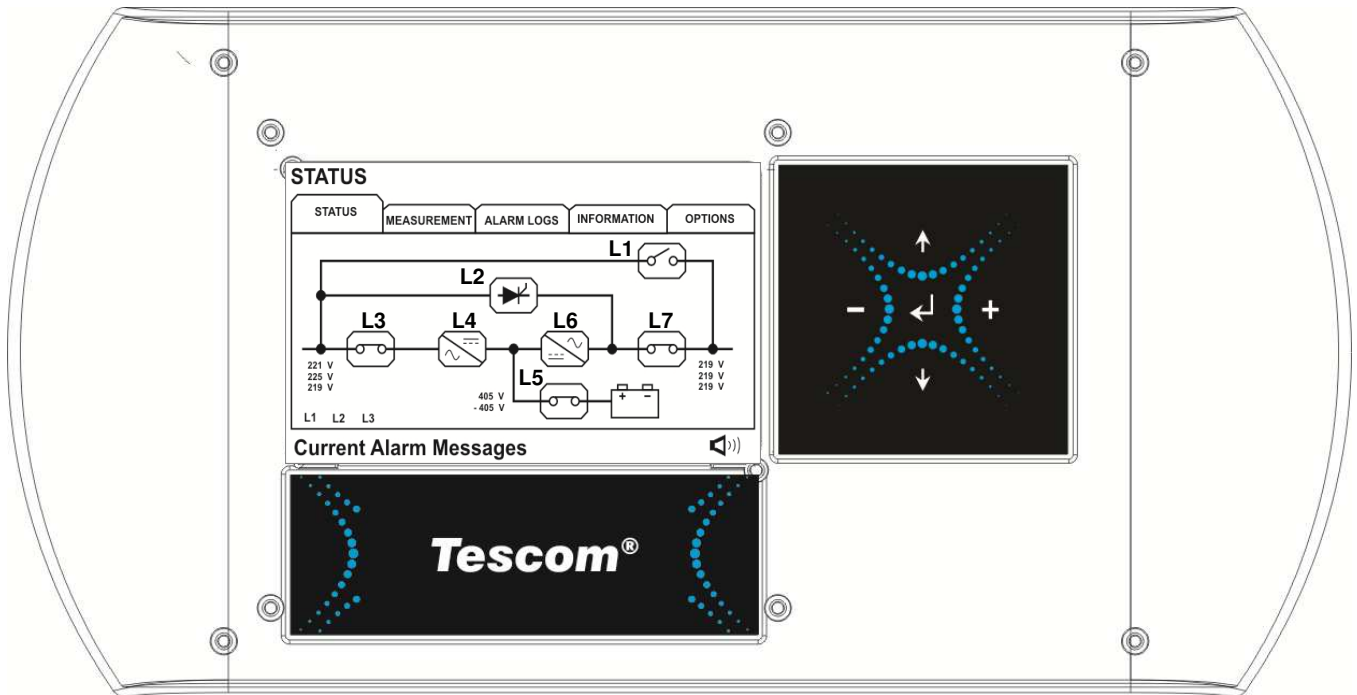 STATUS
STATUS MEASUREMENT ALARM LOGS INFORMATION OPTIONS
L1
L2
L3 L4 L6 L7
221 V
225 V
219 V
219 V
219 V
219 V
L5
405 V
- 405 V
+ −
L1 L2 L3
Current Alarm Messages
− +
Tescom®